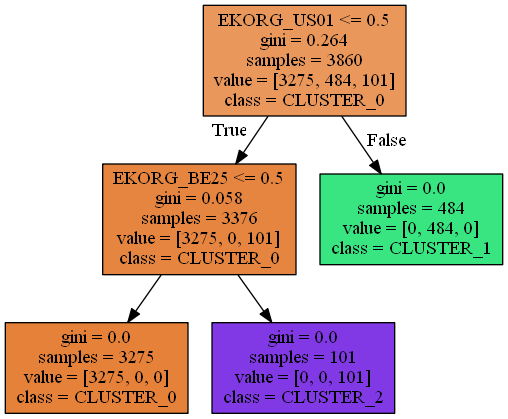 EKORG_US01 <= 0.5
gini = 0.264
samples = 3860
value = [3275, 484, 101]
class = CLUSTER_0
True
False
EKORG_BE25 <= 0.5
gini = 0.058
samples = 3376
value = [3275, 0, 101]
class = CLUSTER_0
gini = 0.0
samples = 484
value = [0, 484, 0]
class = CLUSTER_1
gini = 0.0
samples = 3275
value = [3275, 0, 0]
class = CLUSTER_0
gini = 0.0
samples = 101
value = [0, 0, 101]
class = CLUSTER_2